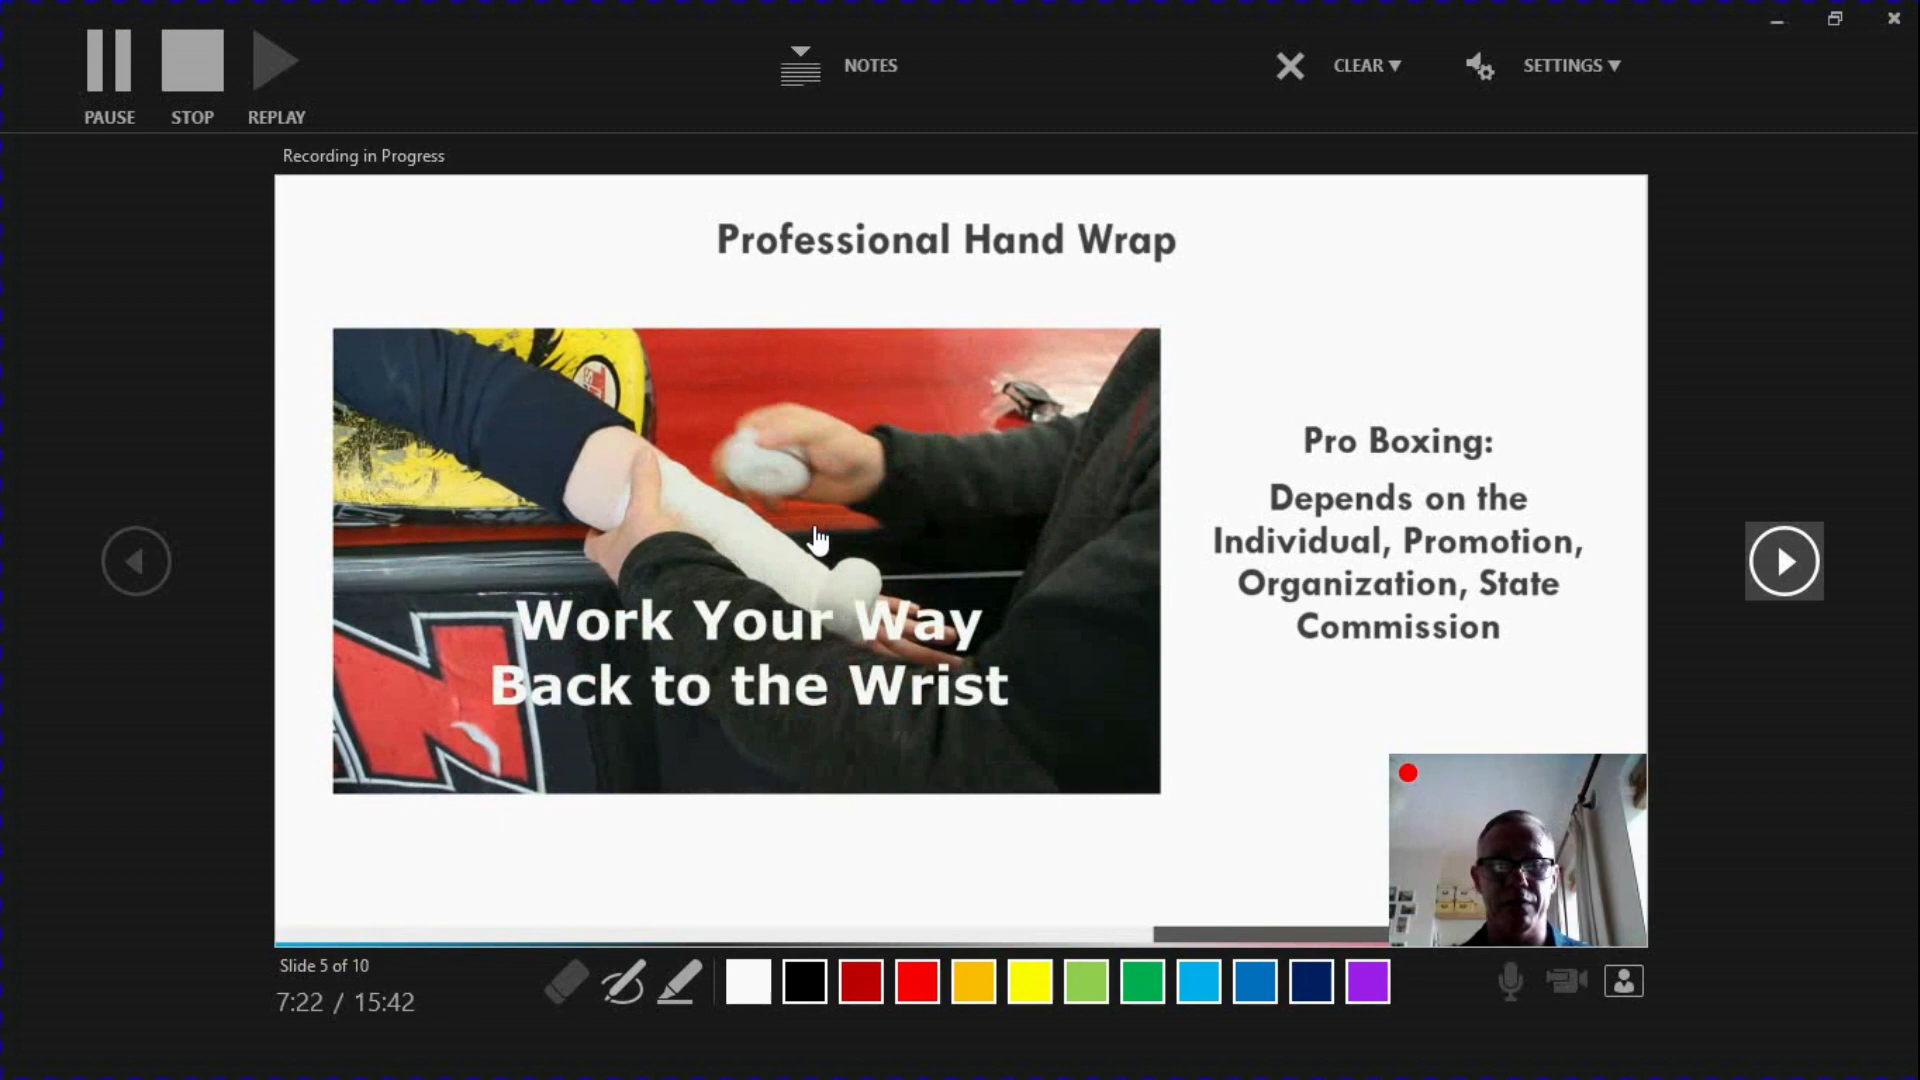 PAUSE
STOP
REPLAY
NOTES
CLEAR
SETTINGS
Recording in Progress
Professional Hand Wrap
Work Your Way
Back to the Wrist
Pro Boxing:
Depends on the
Individual, Promotion,
Organization, State
Commission
Slide 5 of 10
7:22 / 15:42